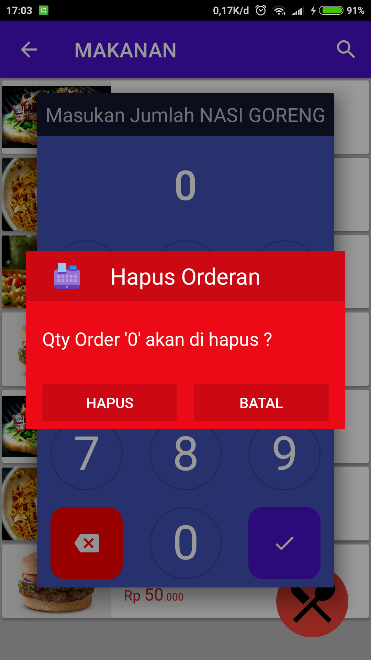 17:03
0,17K/d
91%
MAKANAN
Masukan Jumlah NASI GORENG
0
Hapus Orderan
Qty Order '0' akan di hapus ?
HAPUS
BATAL
7
8
9
0
Rp 50.000